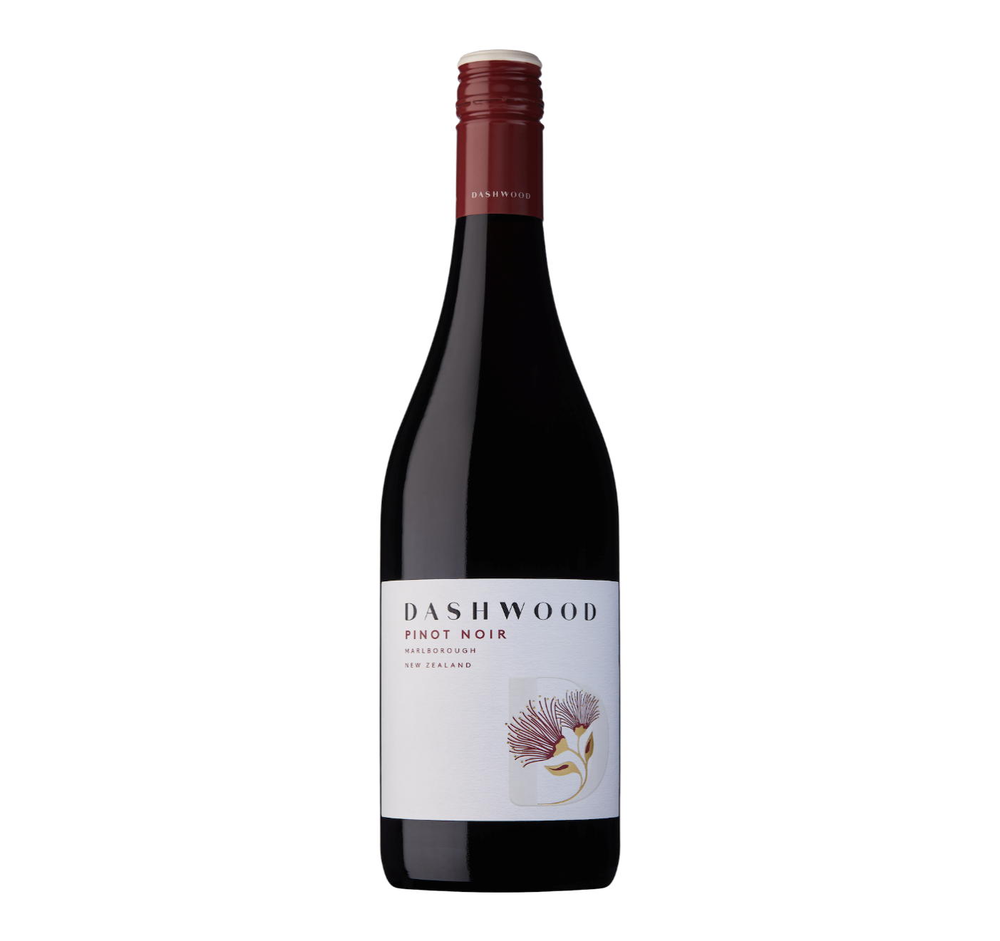 DASHWOOD
DASHWOOD
PINOT NOIR
MARLBOROUGH
NEW ZEALAND
D